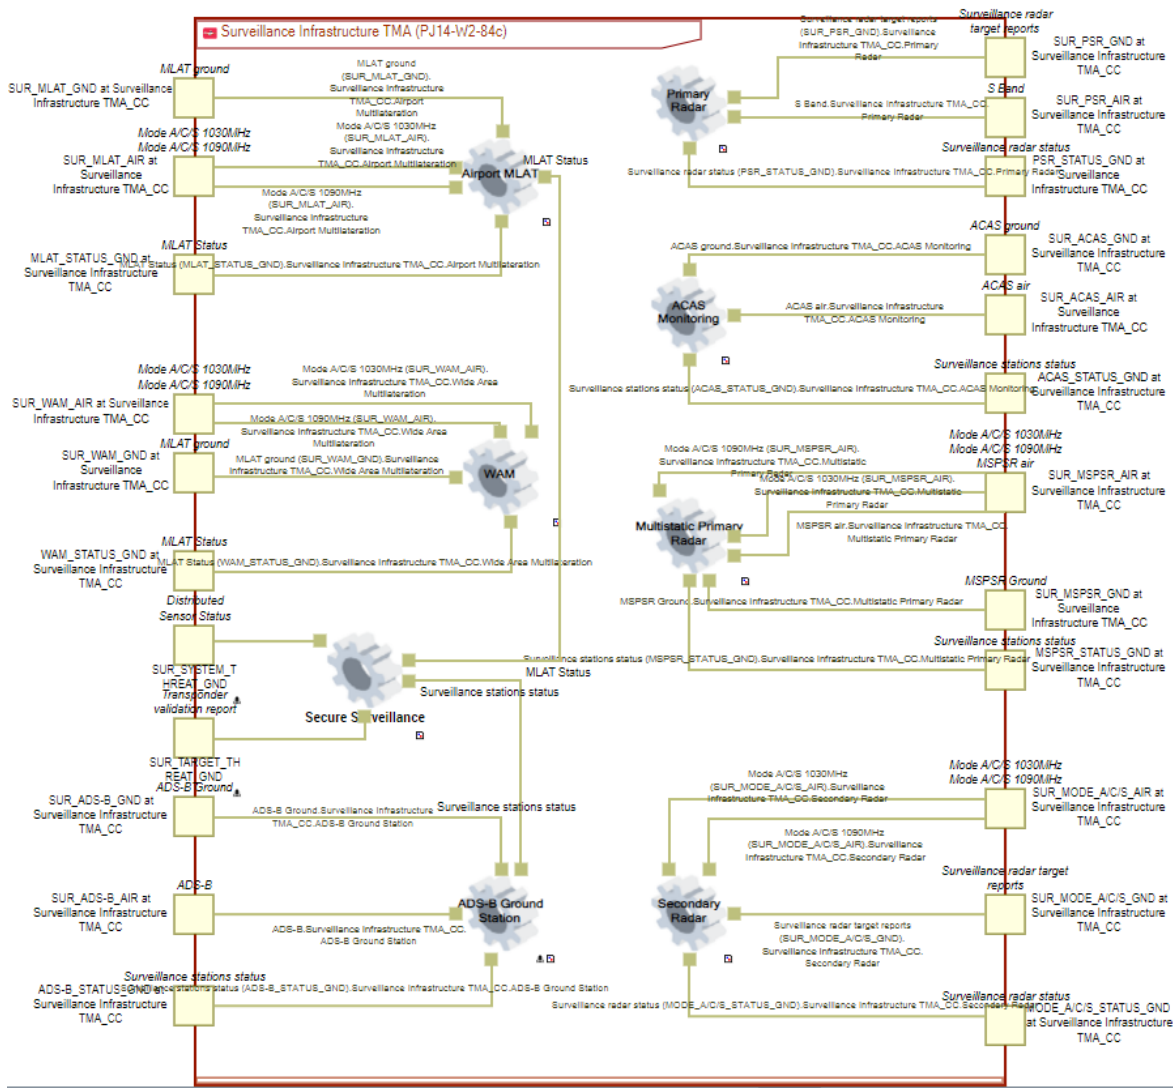 Surveillance Infrastructure TMA (PJ14-W2-84c)
MLAT ground
SUR_MLAT_GND at Surveillance
Infrastructure TMA_CC
MLAT ground
(SUR_MLAT_GND).
Surveillance Infrastructure
TMA_CC.Airport
Multilateration
Mode A/C/S 1030MHz
Mode A/C/S 1090MHz
SUR_MLAT_AIR at
Surveillance
Infrastructure TMA_CC
Mode A/C/S 1030MHz
(SUR_MLAT_AIR).
Surveillance Infrastructure
TMA_CC.Airport Multilateration
Airport MLAT
MLAT Status
Mode A/C/S 1090MHz
(SUR_MLAT_AIR).
Surveillance Infrastructure
TMA_CC.Airport Multilateration
MLAT Status
MLAT_STATUS_GND at
Surveillance Infrastructure
TMA_CC
MLAT Status (MLAT_STATUS_GND).Surveillance Infrastructure TMA_CC.Airport Multilateration
Mode A/C/S 1030MHz
Mode A/C/S 1090MHz
SUR_WAM_AIR at Surveillance
Infrastructure TMA_CC
Mode A/C/S 1030MHz (SUR_WAM_AIR).
Surveillance Infrastructure TMA_CC.Wide Area
Multilateration
Mode A/C/S 1090MHz (SUR_WAM_AIR).
Surveillance Infrastructure TMA_CC.Wide Area
Multilateration
MLAT ground
SUR_WAM_GND at
Surveillance
Infrastructure TMA_CC
MLAT ground (SUR_WAM_GND).Surveillance
Infrastructure TMA_CC.Wide Area Multilateration
WAM
MLAT Status
WAM_STATUS_GND at
Surveillance Infrastructure
TMA_CC
MLAT Status (WAM_STATUS_GND).Surveillance Infrastructure TMA_CC.Wide Area Multilateration
Distributed
Sensor Status
SUR_SYSTEM_T
HREAT_GND
Transponder
validation report
SUR_TARGET_TH
REAT_GND
Secure Surveillance
MLAT Status
Surveillance stations status
ADS-B Ground
SUR_ADS-B_GND at
Surveillance Infrastructure
TMA_CC
ADS-B Ground.Surveillance Infrastructure
TMA_CC.ADS-B Ground Station
Surveillance stations status
ADS-B
SUR_ADS-B_AIR at
Surveillance Infrastructure
TMA_CC
ADS-B.Surveillance Infrastructure TMA_CC.
ADS-B Ground Station
ADS-B Ground
Station
Surveillance stations status
ADS-B_STATUS_GND at
Surveillance Infrastructure
TMA_CC
Surveillance stations status (ADS-B_STATUS_GND).Surveillance Infrastructure TMA_CC.ADS-B Ground Station
Surveillance radar
target reports
SUR_PSR_GND at
Surveillance Infrastructure
TMA_CC
Surveillance radar target reports
(SUR_PSR_GND).Surveillance
Infrastructure TMA_CC.Primary
Radar
Primary
Radar
S Band
SUR_PSR_AIR at
Surveillance Infrastructure
TMA_CC
S Band.Surveillance Infrastructure TMA_CC.
Primary Radar
Surveillance radar status
PSR_STATUS_GND at
Surveillance
Infrastructure TMA_CC
Surveillance radar status (PSR_STATUS_GND).Surveillance Infrastructure TMA_CC.Primary Radar
ACAS ground
SUR_ACAS_GND at
Surveillance Infrastructure
TMA_CC
ACAS ground.Surveillance Infrastructure TMA_CC.ACAS Monitoring
ACAS air
SUR_ACAS_AIR at
Surveillance
Infrastructure TMA_CC
ACAS air.Surveillance Infrastructure
TMA_CC.ACAS Monitoring
ACAS
Monitoring
Surveillance stations status
ACAS_STATUS_GND at
Surveillance Infrastructure
TMA_CC
Surveillance stations status (ACAS_STATUS_GND).Surveillance Infrastructure TMA_CC.ACAS Monitoring
Mode A/C/S 1030MHz
Mode A/C/S 1090MHz
MSPSR air
SUR_MSPSR_AIR at
Surveillance Infrastructure
TMA_CC
Mode A/C/S 1090MHz (SUR_MSPSR_AIR).
Surveillance Infrastructure TMA_CC.Multistatic
Primary Radar
Mode A/C/S 1030MHz (SUR_MSPSR_AIR).
Surveillance Infrastructure TMA_CC.Multistatic
Primary Radar
MSPSR air.Surveillance Infrastructure TMA_CC.
Multistatic Primary Radar
Multistatic Primary
Radar
MSPSR Ground
SUR_MSPSR_GND at
Surveillance
Infrastructure TMA_CC
MSPSR Ground.Surveillance Infrastructure TMA_CC.Multistatic Primary Radar
Surveillance stations status
MSPSR_STATUS_GND at
Surveillance Infrastructure
TMA_CC
Surveillance stations status (MSPSR_STATUS_GND).Surveillance Infrastructure TMA_CC.Multistatic Primary Radar
Mode A/C/S 1030MHz
Mode A/C/S 1090MHz
SUR_MODE_A/C/S_AIR at
Surveillance Infrastructure
TMA_CC
Mode A/C/S 1030MHz
(SUR_MODE_A/C/S_AIR).Surveillance
Infrastructure TMA_CC.Secondary Radar
Mode A/C/S 1090MHz
(SUR_MODE_A/C/S_AIR).Surveillance
Infrastructure TMA_CC.Secondary Radar
Surveillance radar target
reports
SUR_MODE_A/C/S_GND at
Surveillance Infrastructure
TMA_CC
Secondary
Radar
Surveillance radar target reports
(SUR_MODE_A/C/S_GND).
Surveillance Infrastructure TMA_CC.
Secondary Radar
Surveillance radar status
MODE_A/C/S_STATUS_GND
at Surveillance Infrastructure
TMA_CC
Surveillance radar status (MODE_A/C/S_STATUS_GND).Surveillance Infrastructure TMA_CC.Secondary Radar